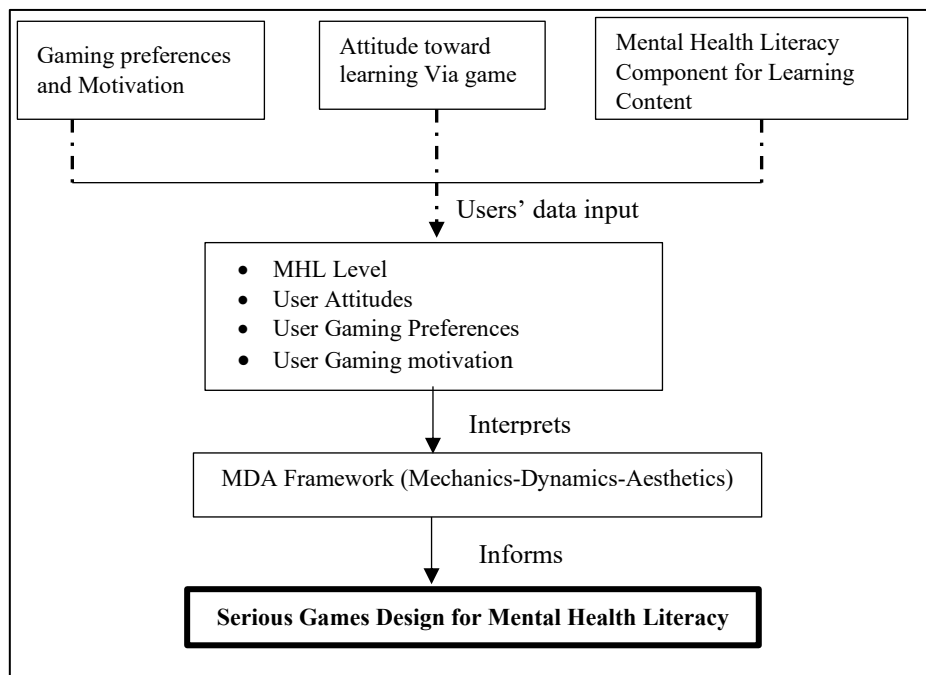 Gaming preferences
and Motivation
Attitude toward
learning Via game
Mental Health Literacy
Component for Learning
Content
Users' data input
• MHL Level
• User Attitudes
• User Gaming Preferences
• User Gaming motivation
Interprets
MDA Framework (Mechanics-Dynamics-Aesthetics)
Informs
Serious Games Design for Mental Health Literacy